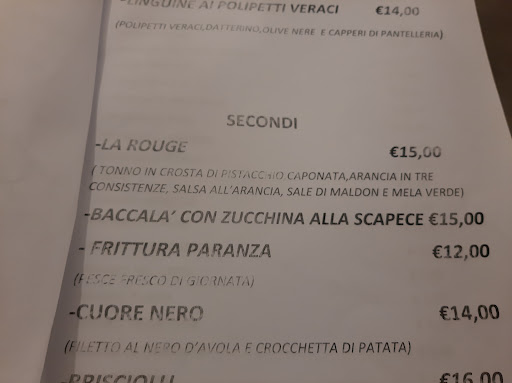 -LINGUINE AI POLIPETTI VERACI €14,00
(POLIPETTI VERACI,DATTERINO,OLIVE NERE E CAPPERI DI PANTELLERIA)
SECONDI
-LA ROUGE €15,00
( TONNO IN CROSTA DI PISTACCHIO CAPONATA,ARANCIA IN TRE
CONSISTENZE, SALSA ALL'ARANCIA, SALE DI MALDON E MELA VERDE)
-BACCALA' CON ZUCCHINA ALLA SCAPECE €15,00
- FRITTURA PARANZA €12,00
(PESCE FRESCO DI GIORNATA)
-CUORE NERO €14,00
(FILETTO AL NERO D'AVOLA E CROCCHETTA DI PATATA)
-BRISCIOLU €16,00